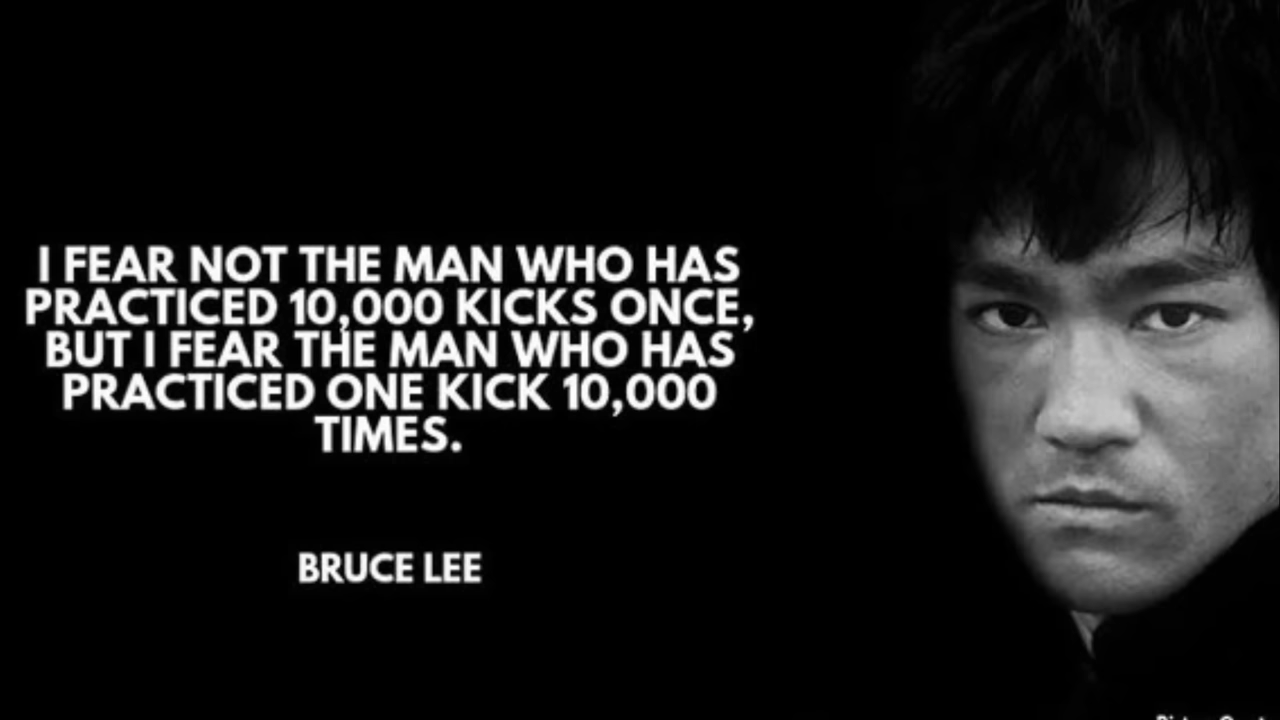 I FEAR NOT THE MAN WHO HAS
PRACTICED 10,000 KICKS ONCE,
BUT I FEAR THE MAN WHO HAS
PRACTICED ONE KICK 10,000
TIMES.
BRUCE LEE